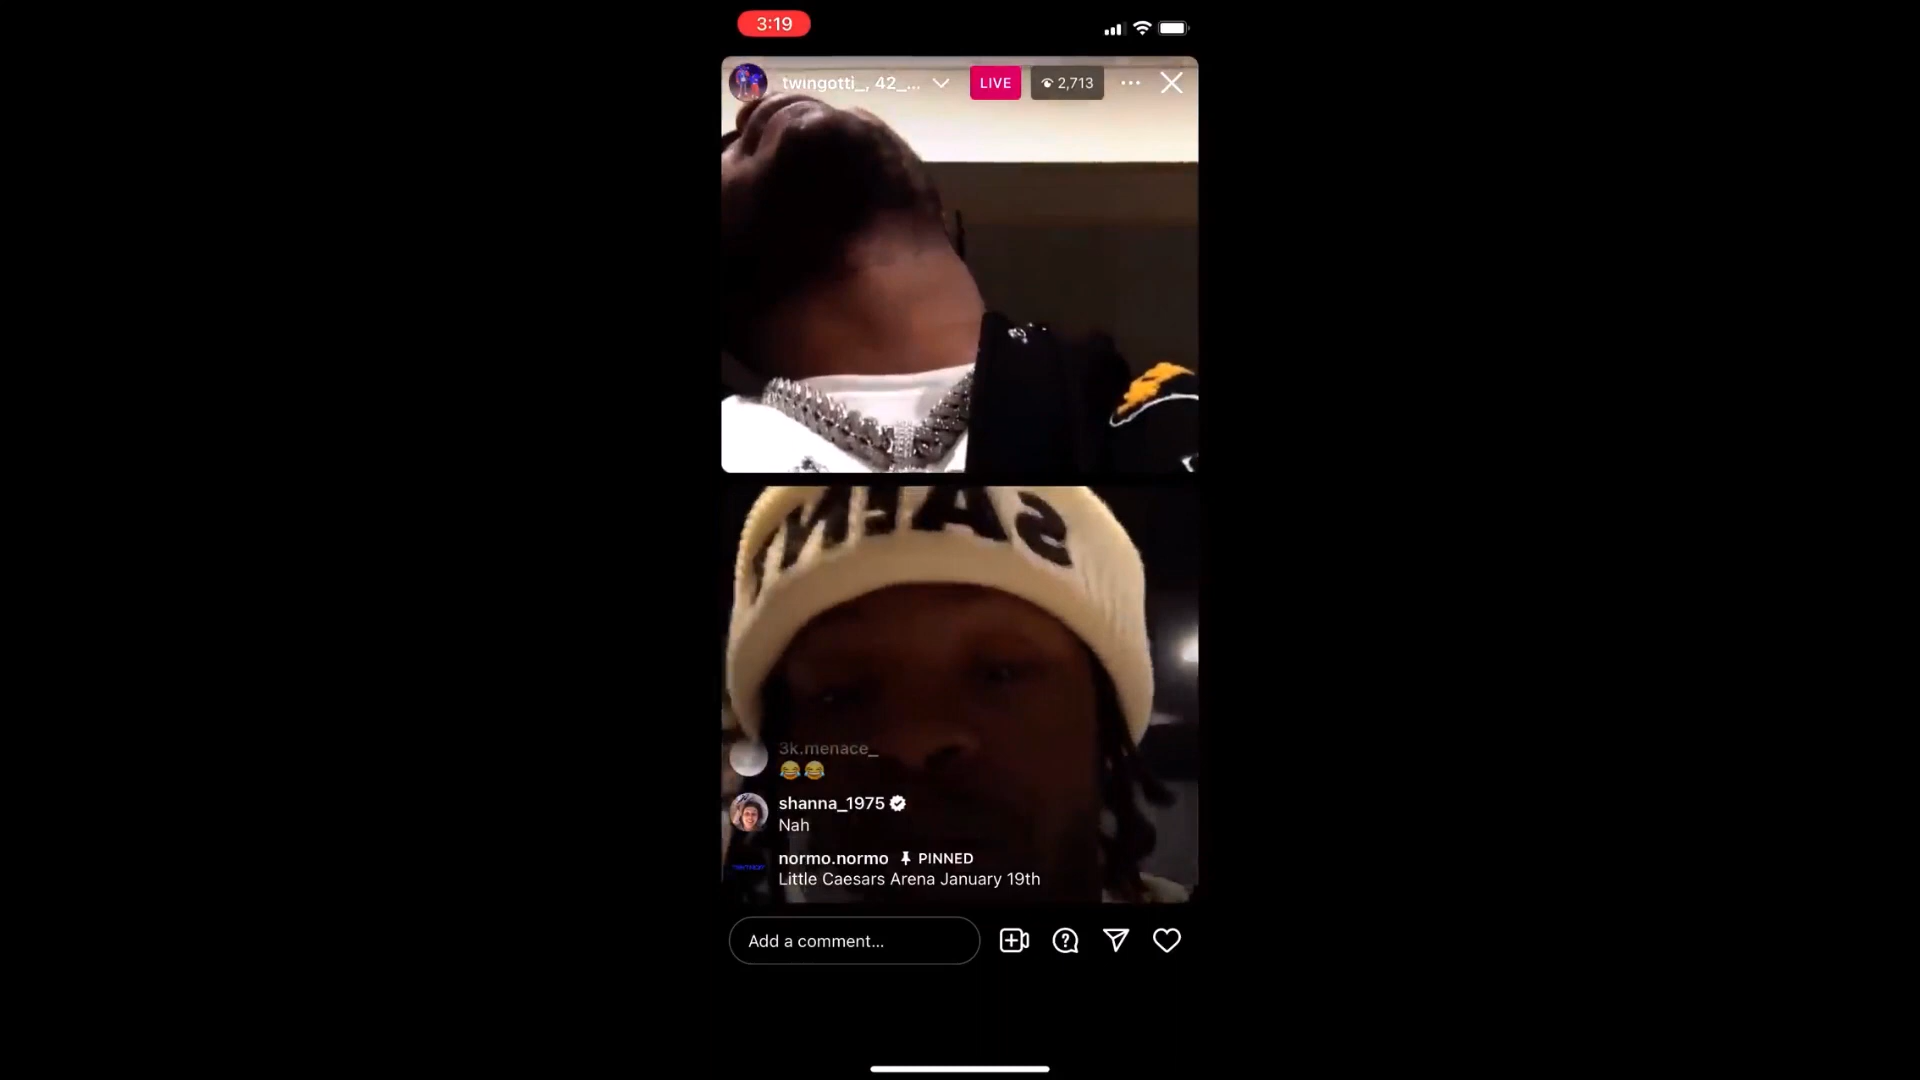 3:19
twingotti_, 42_...
LIVE
2,713
SAINT
3k.menace_
😂😂
shanna_1975
Nah
normo.normo PINNED
Little Caesars Arena January 19th
Add a comment...